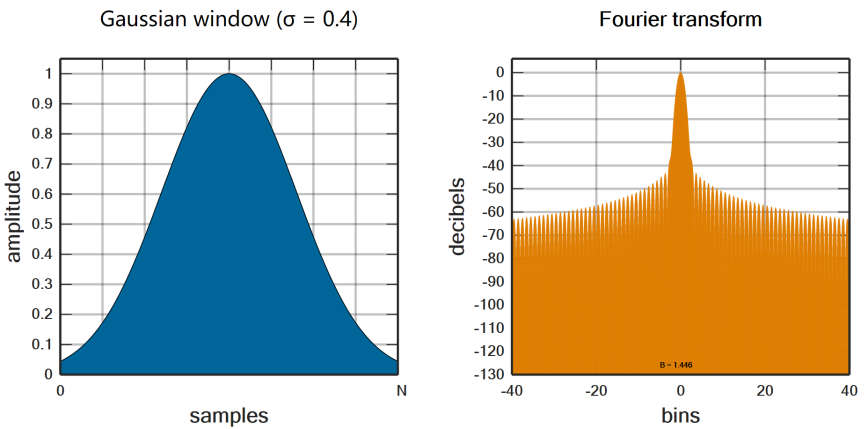 Gaussian window (σ = 0.4)
amplitude
1
0.9
0.8
0.7
0.6
0.5
0.4
0.3
0.2
0.1
0
0 N
samples
Fourier transform
decibels
0
-10
-20
-30
-40
-50
-60
-70
-80
-90
-100
-110
-120
-130
B = 1.446
-40 -20 0 20 40
bins